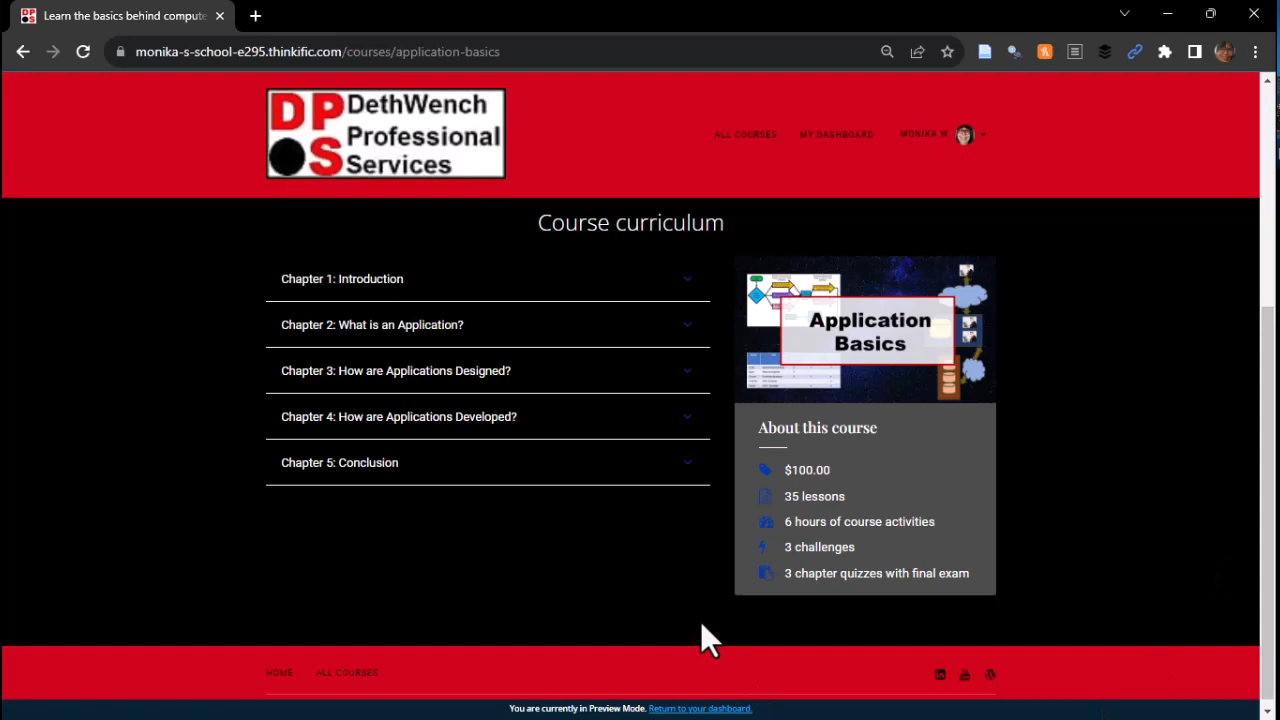 Learn the basics behind compute
monika-s-school-e295.thinkific.com/courses/application-basics
DPS DethWench
Professional
Services
ALL COURSES
MY DASHBOARD
MONIKA W
Course curriculum
Chapter 1: Introduction
Chapter 2: What is an Application?
Chapter 3: How are Applications Designed?
Chapter 4: How are Applications Developed?
Chapter 5: Conclusion
Application
Basics
About this course
$100.00
35 lessons
6 hours of course activities
3 challenges
3 chapter quizzes with final exam
HOME
ALL COURSES
You are currently in Preview Mode. Return to your dashboard.